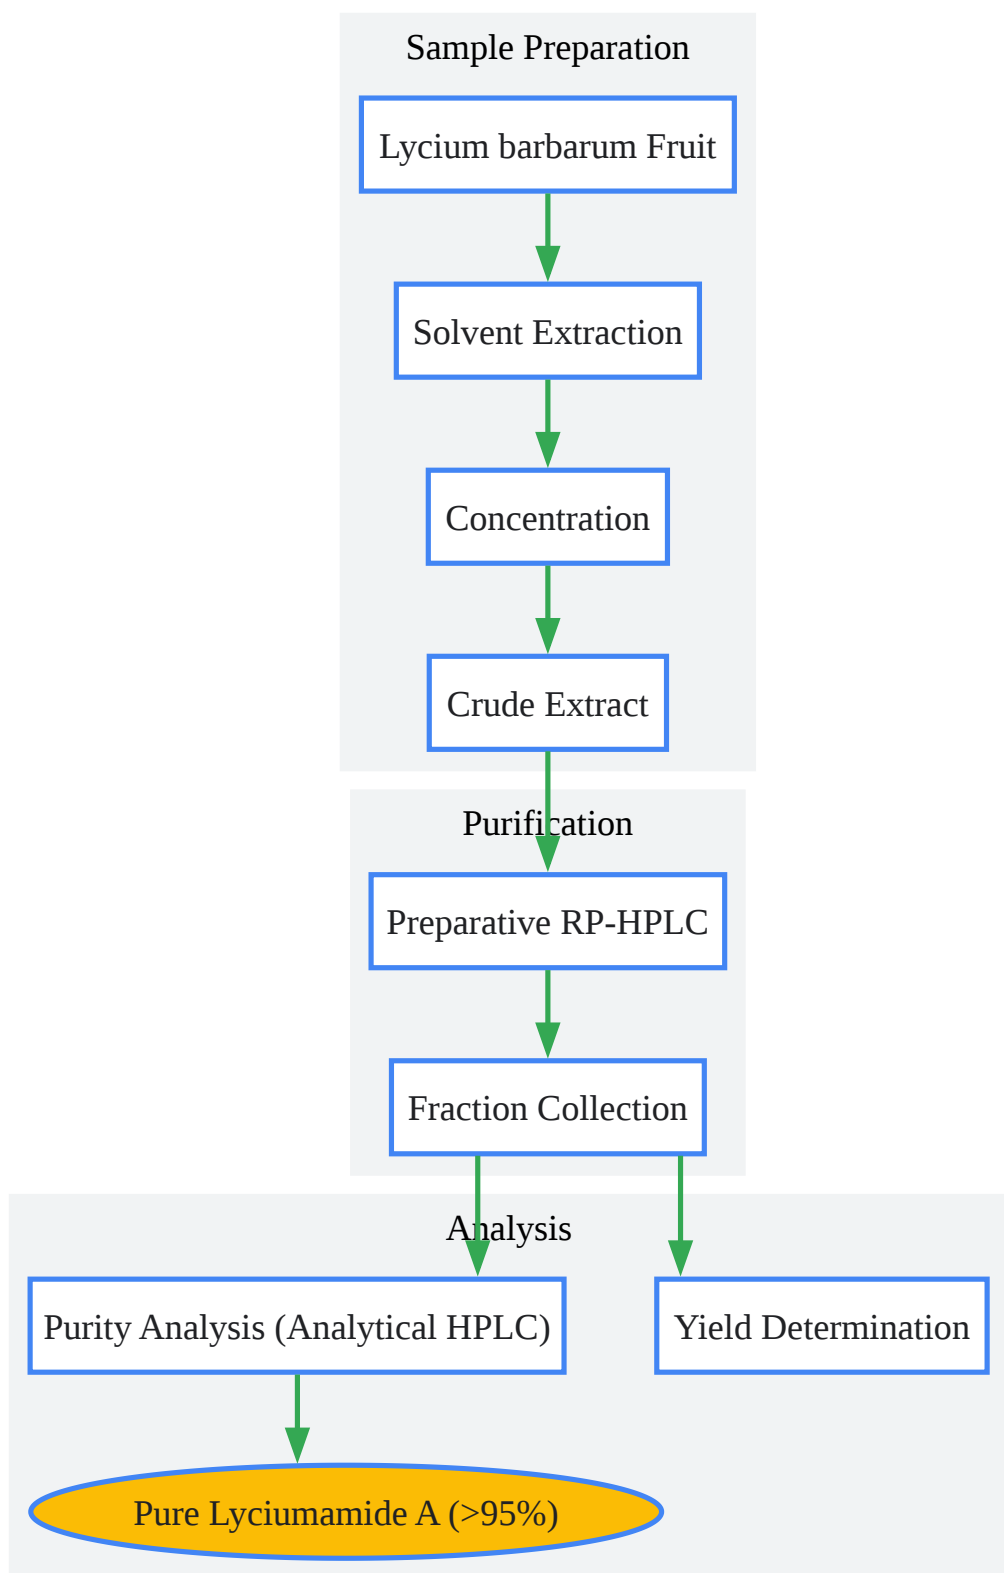 Sample Preparation
Lycium barbarum Fruit
Solvent Extraction
Concentration
Crude Extract
Purification
Preparative RP-HPLC
Fraction Collection
Analysis
Purity Analysis (Analytical HPLC)
Yield Determination
Pure Lyciumamide A (>95%)